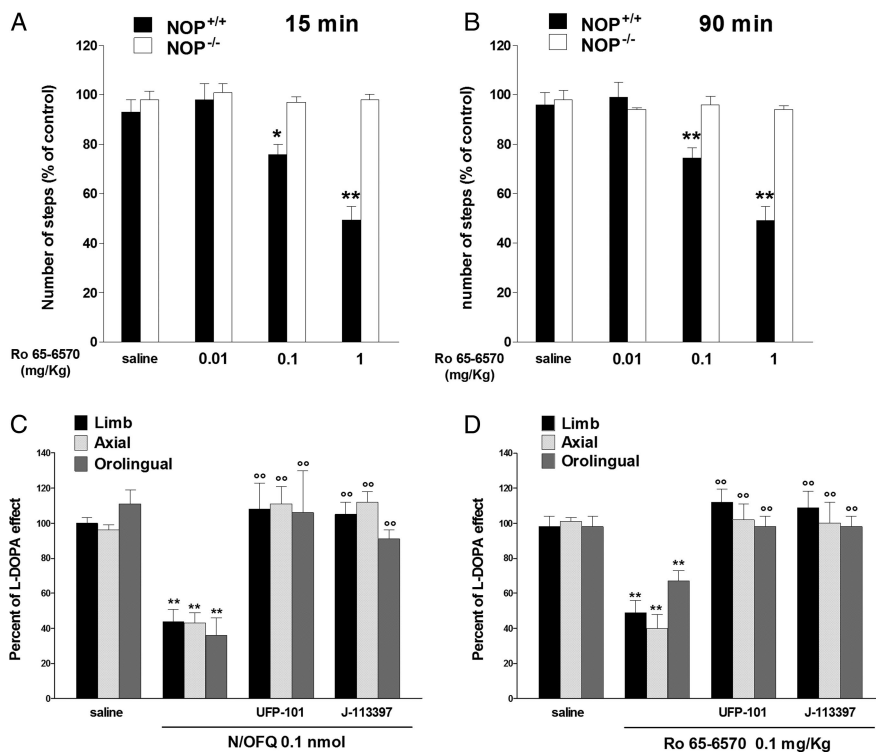 A
NOP+/+
NOP-/-
15 min
Number of steps (% of control)
120
100
80
60
40
20
0
*
**
Ro 65-6570
(mg/Kg)
saline
0.01
0.1
1
B
NOP+/+
NOP-/-
90 min
number of steps (% of control)
120
100
80
60
40
20
0
**
**
Ro 65-6570
(mg/Kg)
saline
0.01
0.1
1
C
Limb
Axial
Orolingual
Percent of L-DOPA effect
140
120
100
80
60
40
20
0
** ** **
°° °° °°
°° °° °°
saline
UFP-101
J-113397
N/OFQ 0.1 nmol
D
Limb
Axial
Orolingual
Percent of L-DOPA effect
140
120
100
80
60
40
20
0
** ** **
°° °° °°
°° °° °°
saline
UFP-101
J-113397
Ro 65-6570 0.1 mg/Kg